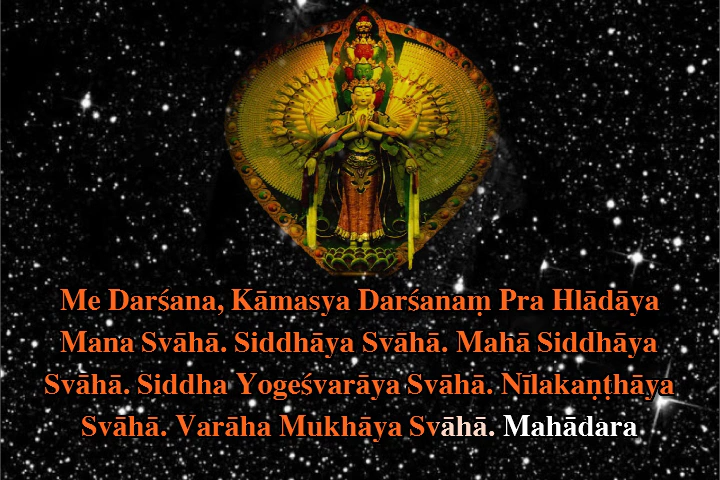 Me Darśana, Kāmasya Darśanaṃ Pra Hlādāya
Mana Svāhā. Siddhāya Svāhā. Mahā Siddhāya
Svāhā. Siddha Yogeśvarāya Svāhā. Nīlakaṇṭhāya
Svāhā. Varāha Mukhāya Svāhā. Mahādara